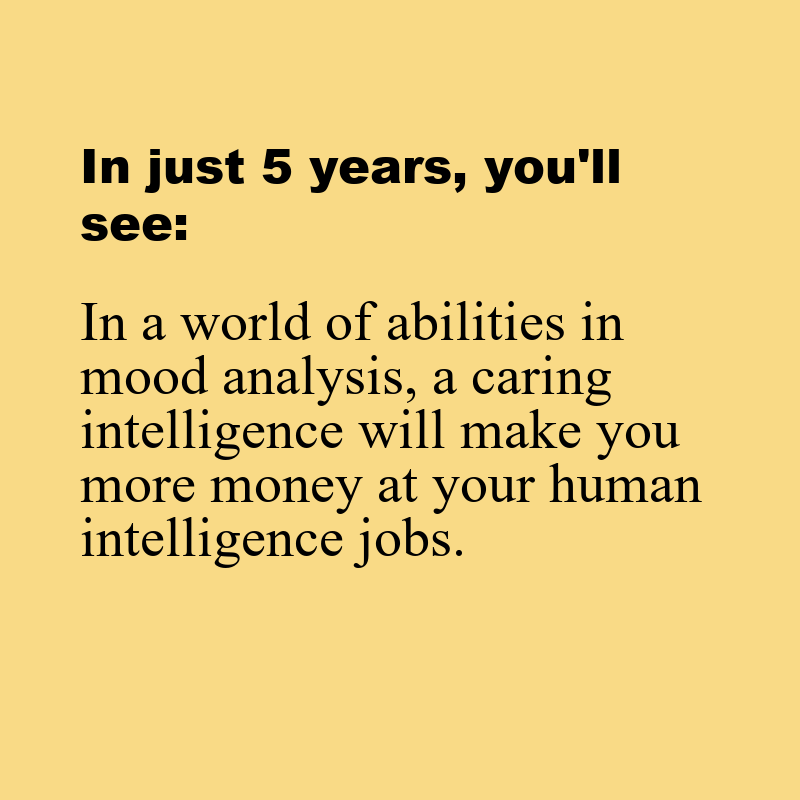 In just 5 years, you'll
see:
In a world of abilities in
mood analysis, a caring
intelligence will make you
more money at your human
intelligence jobs.